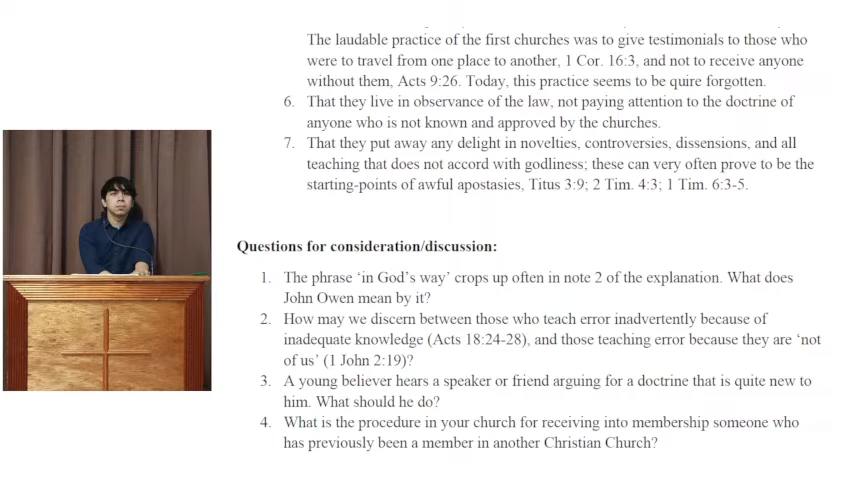 The laudable practice of the first churches was to give testimonials to those who
were to travel from one place to another, 1 Cor. 16:3, and not to receive anyone
without them, Acts 9:26. Today, this practice seems to be quire forgotten.
6. That they live in observance of the law, not paying attention to the doctrine of
anyone who is not known and approved by the churches.
7. That they put away any delight in novelties, controversies, dissensions, and all
teaching that does not accord with godliness; these can very often prove to be the
starting-points of awful apostasies, Titus 3:9; 2 Tim. 4:3; 1 Tim. 6:3-5.
Questions for consideration/discussion:
1. The phrase ‘in God’s way’ crops up often in note 2 of the explanation. What does
John Owen mean by it?
2. How may we discern between those who teach error inadvertently because of
inadequate knowledge (Acts 18:24-28), and those teaching error because they are ‘not
of us’ (1 John 2:19)?
3. A young believer hears a speaker or friend arguing for a doctrine that is quite new to
him. What should he do?
4. What is the procedure in your church for receiving into membership someone who
has previously been a member in another Christian Church?